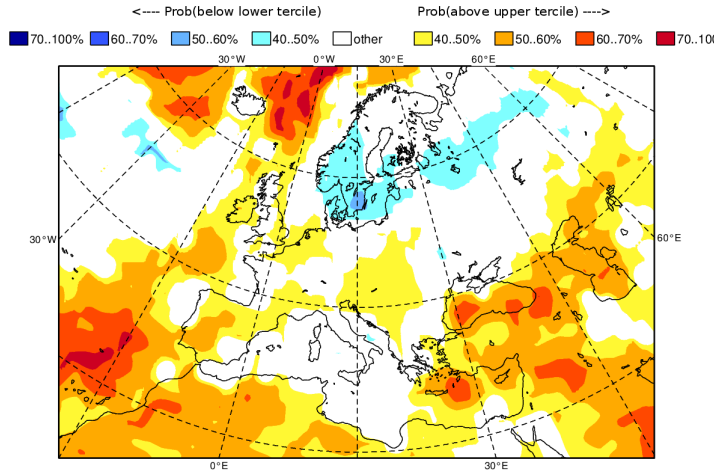 <---- Prob(below lower tercile) Prob(above upper tercile) ---->
70..100% 60..70% 50..60% 40..50% other 40..50% 50..60% 60..70% 70..100
30°W 0°W 30°E 60°E
30°W 60°E
0°E 30°E